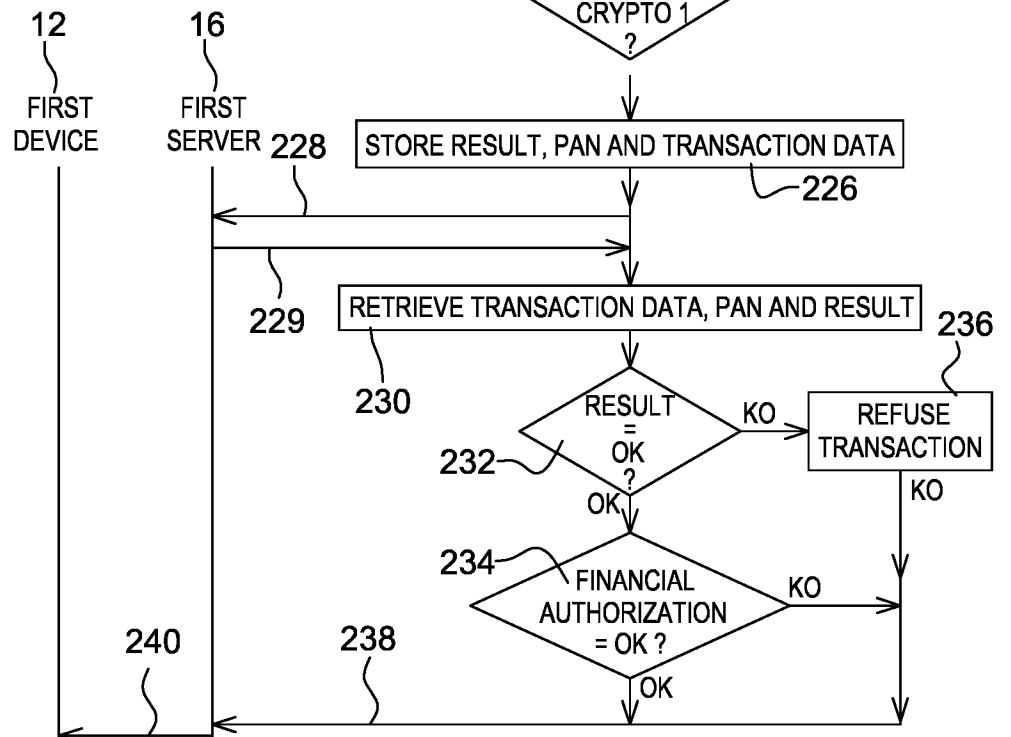 12
16
CRYPTO 1
?
FIRST
DEVICE
FIRST
SERVER
228
STORE RESULT, PAN AND TRANSACTION DATA
226
229
RETRIEVE TRANSACTION DATA, PAN AND RESULT
230
236
RESULT
=
OK
?
KO
REFUSE
TRANSACTION
232
OK
KO
234
FINANCIAL
AUTHORIZATION
= OK ?
KO
OK
240
238